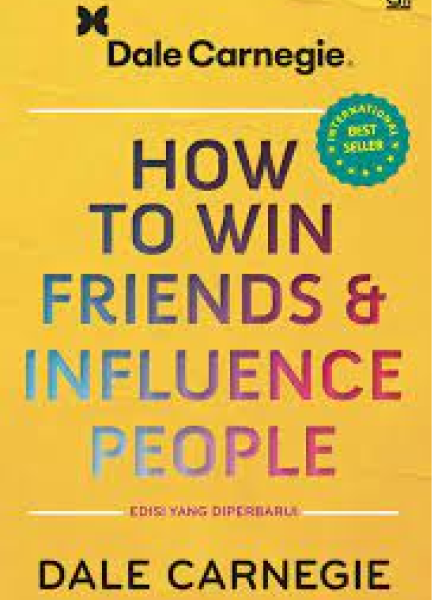 Dale Carnegie.
INTERNATIONAL
BEST
SELLER
HOW
TO WIN
FRIENDS &
INFLUENCE
PEOPLE
EDISI YANG DIPERBARUI
DALE CARNEGIE